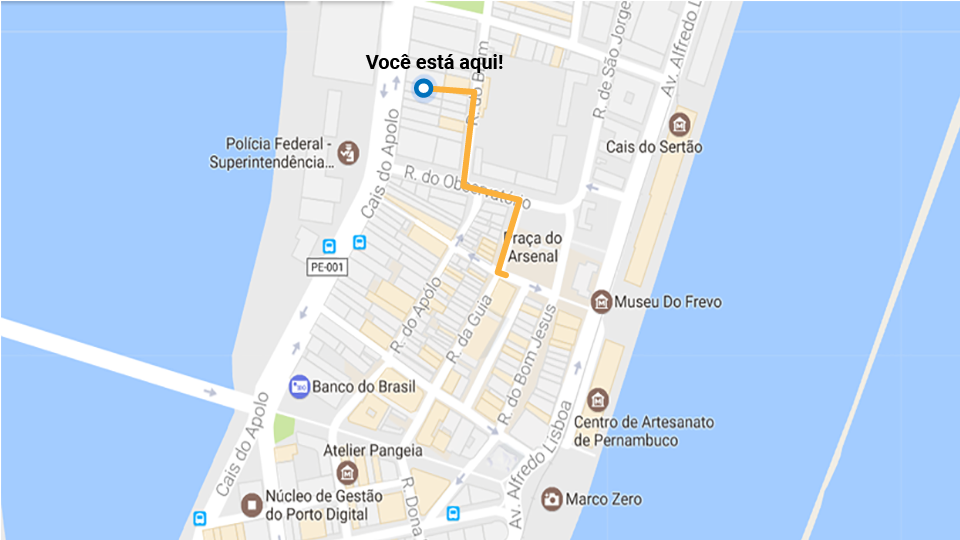 Você está aqui!
R. do Bom
R. de São Jorge
Av. Alfredo L
Cais do Sertão
Polícia Federal -
Superintendência...
Cais do Apolo
R. do Observatório
Praça do
Arsenal
PE-001
Museu Do Frevo
R. do Apólo
R. da Guia
R. do Bom Jesus
Banco do Brasil
Cais do Apolo
Centro de Artesanato
de Pernambuco
Atelier Pangeia
Av. Alfredo Lisboa
Núcleo de Gestão
do Porto Digital
R. Dona
Marco Zero